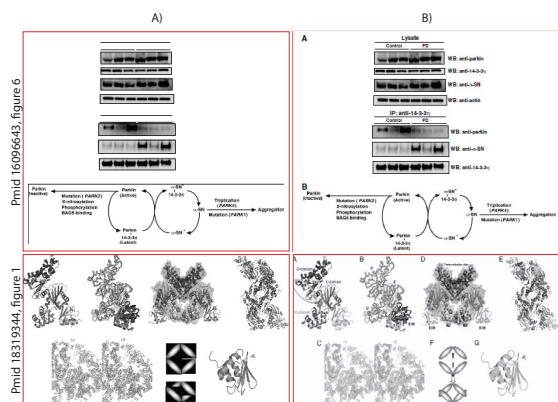 A)
B)
Pmid 16096643, figure 6
Parkin
(Inactive)
Mutation (PARK2)
S-nitrosylation
Phosphorylation
BAG5 binding
Parkin
(Active)
14-3-3η
Parkin
14-3-3η
(Latent)
α-SN
α-SN
Triplication
(PARK4)
Mutation (PARK1)
Aggregation
A
Lysate
Control
PD
WB: anti-parkin
WB: anti-14-3-3η
WB: anti-α-SN
WB: anti-actin
IP: anti-14-3-3η
Control
PD
WB: anti-parkin
WB: anti-α-SN
WB: anti-14-3-3η
B
Parkin
(Inactive)
Mutation (PARK2)
S-nitrosylation
Phosphorylation
BAG5 binding
Parkin
(Active)
14-3-3η
Parkin
14-3-3η
(Latent)
α-SN
α-SN
Triplication
(PARK4)
Mutation (PARK1)
Aggregation
Pmid 18319344, figure 1
A
B
D
E
C
F
G